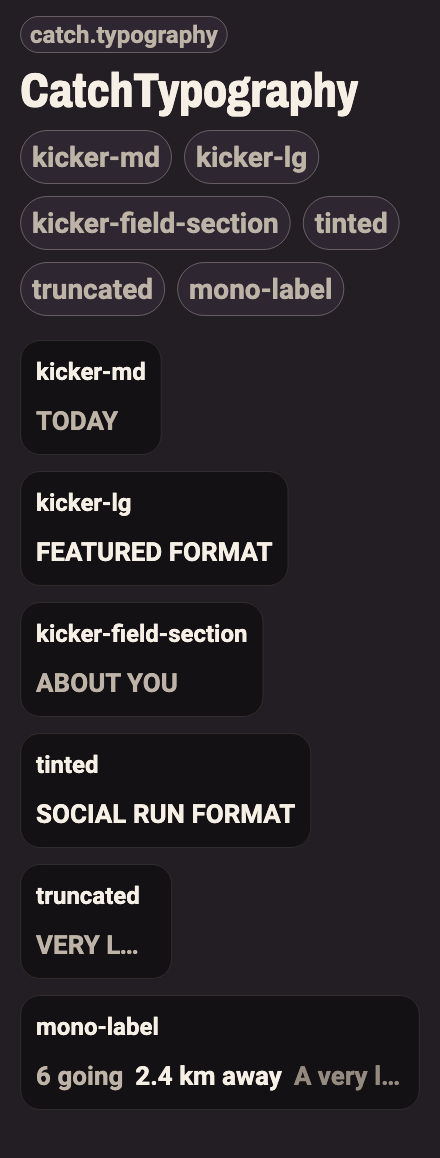 catch.typography
CatchTypography
kicker-md kicker-lg
kicker-field-section tinted
truncated mono-label
kicker-md
TODAY
kicker-lg
FEATURED FORMAT
kicker-field-section
ABOUT YOU
tinted
SOCIAL RUN FORMAT
truncated
VERY L...
mono-label
6 going 2.4 km away A very l...